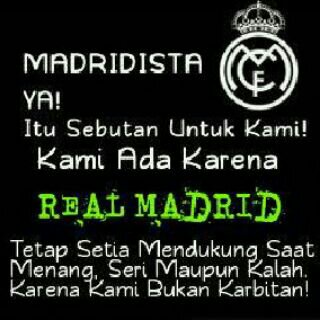 MADRIDISTA
YA!
Itu Sebutan Untuk Kami!
Kami Ada Karena
REAL MADRID
Tetap Setia Mendukung Saat
Menang, Seri Maupun Kalah.
Karena Kami Bukan Karbitan!